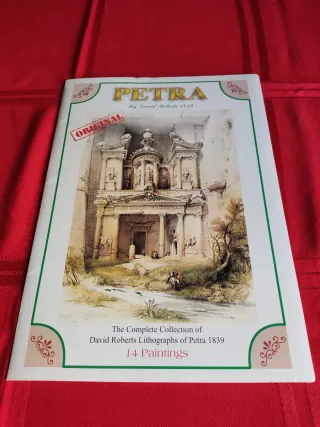 PETRA
By David Roberts 1839
ORIGINAL
The Complete Collection of
David Roberts Lithographs of Petra 1839
14 Paintings